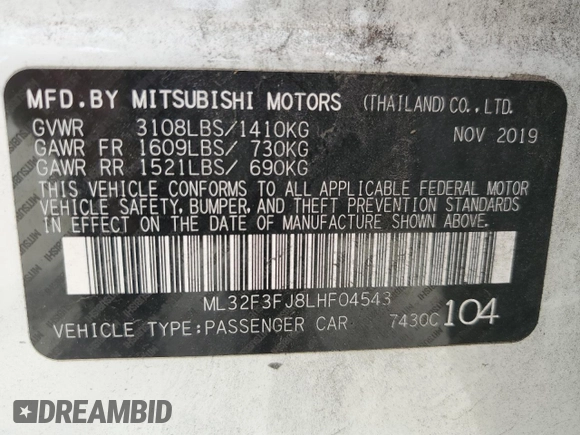 MFD.BY MITSUBISHI MOTORS (THAILAND)CO.,LTD.
GVWR 3108LBS/1410KG NOV 2019
GAWR FR 1609LBS/ 730KG
GAWR RR 1521LBS/ 690KG
THIS VEHICLE CONFORMS TO ALL APPLICABLE FEDERAL MOTOR
VEHICLE SAFETY, BUMPER, AND THEFT PREVENTION STANDARDS
IN EFFECT ON THE DATE OF MANUFACTURE SHOWN ABOVE.
ML32F3FJ8LHF04543
VEHICLE TYPE:PASSENGER CAR 7430C 104
DREAMBID